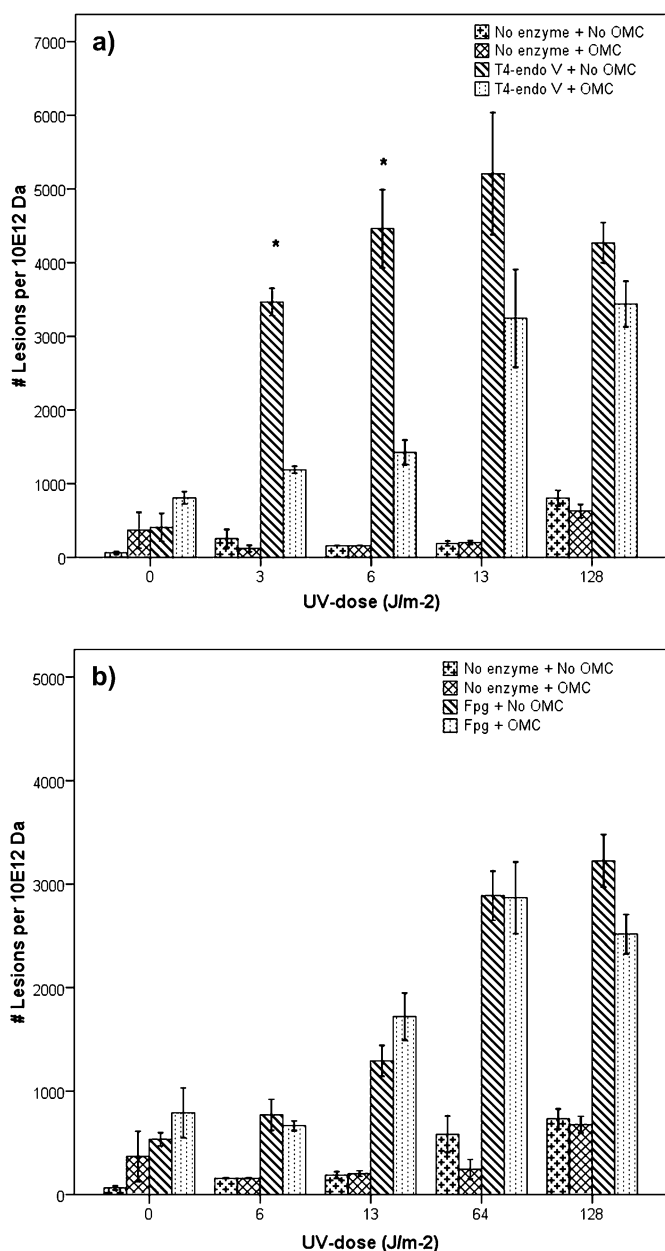 a)
No enzyme + No OMC
No enzyme + OMC
T4-endo V + No OMC
T4-endo V + OMC
7000
6000
5000
4000
3000
2000
1000
0
# Lesions per 10E12 Da
*
*
0 3 6 13 128
UV-dose (J/m-2)
b)
No enzyme + No OMC
No enzyme + OMC
Fpg + No OMC
Fpg + OMC
5000
4000
3000
2000
1000
0
# Lesions per 10E12 Da
0 6 13 64 128
UV-dose (J/m-2)